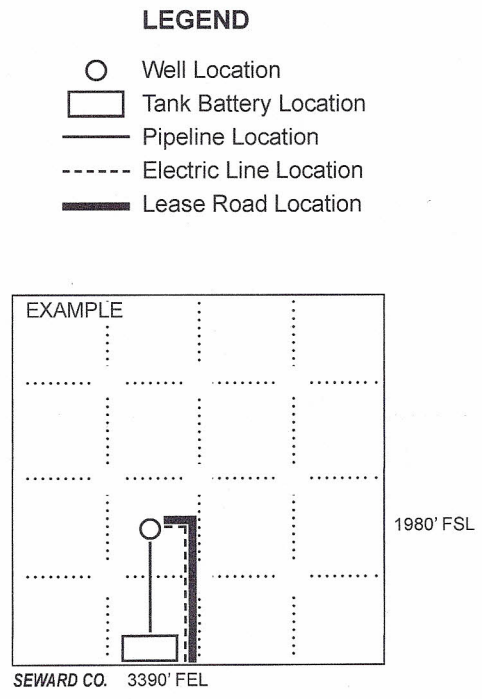 LEGEND
Well Location
Tank Battery Location
Pipeline Location
Electric Line Location
Lease Road Location
EXAMPLE
1980' FSL
SEWARD CO. 3390' FEL